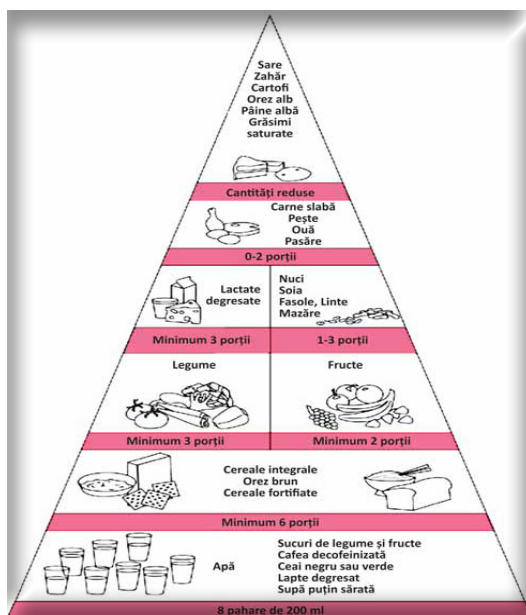 Sare
Zahăr
Cartofi
Orez alb
Pâine albă
Grăsimi
saturate
Cantități reduse
Carne slabă
Pește
Ouă
Pasăre
0-2 porții
Lactate
degresate
Minimum 3 porții
Nuci
Soia
Fasole, Linte
Mazăre
1-3 porții
Legume
Minimum 3 porții
Fructe
Minimum 2 porții
Cereale integrale
Orez brun
Cereale fortifiate
Minimum 6 porții
Apă
Sucuri de legume și fructe
Cafea decofeinizată
Ceai negru sau verde
Lapte degresat
Supă puțin sărată
8 pahare de 200 ml